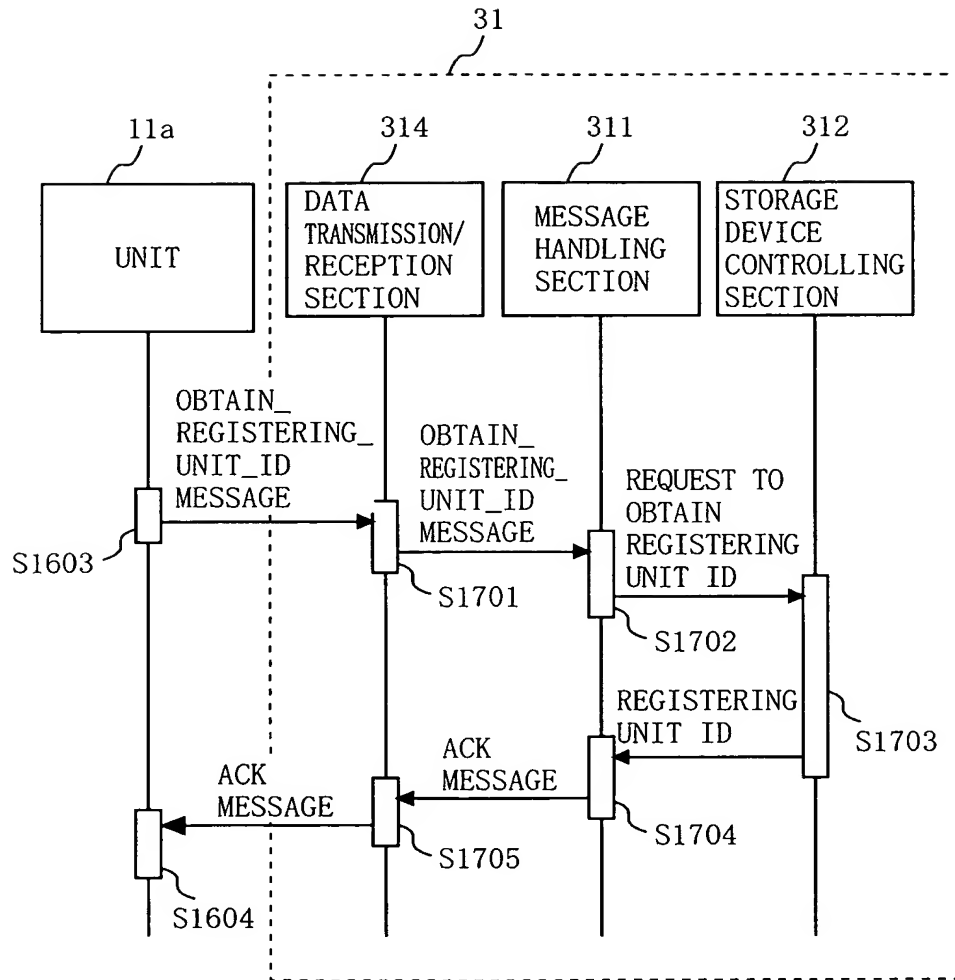 31
11a
314
311
312
UNIT
DATA
TRANSMISSION/
RECEPTION
SECTION
MESSAGE
HANDLING
SECTION
STORAGE
DEVICE
CONTROLLING
SECTION
OBTAIN_
REGISTERING_
UNIT_ID
MESSAGE
OBTAIN_
REGISTERING_
UNIT_ID
MESSAGE
REQUEST TO
OBTAIN
REGISTERING
UNIT ID
S1603
S1701
S1702
REGISTERING
UNIT ID
S1703
ACK
MESSAGE
ACK
MESSAGE
S1704
S1705
S1604